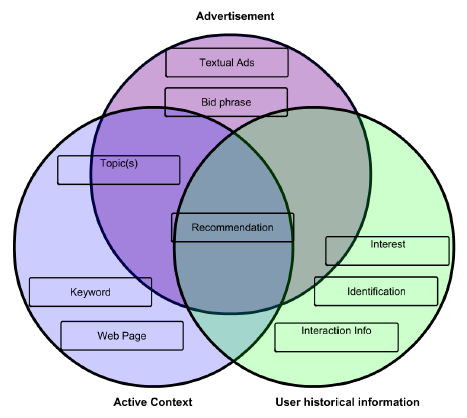 Advertisement
Textual Ads
Bid phrase
Topic(s)
Recommendation
Interest
Keyword
Identification
Web Page
Interaction Info
Active Context
User historical information